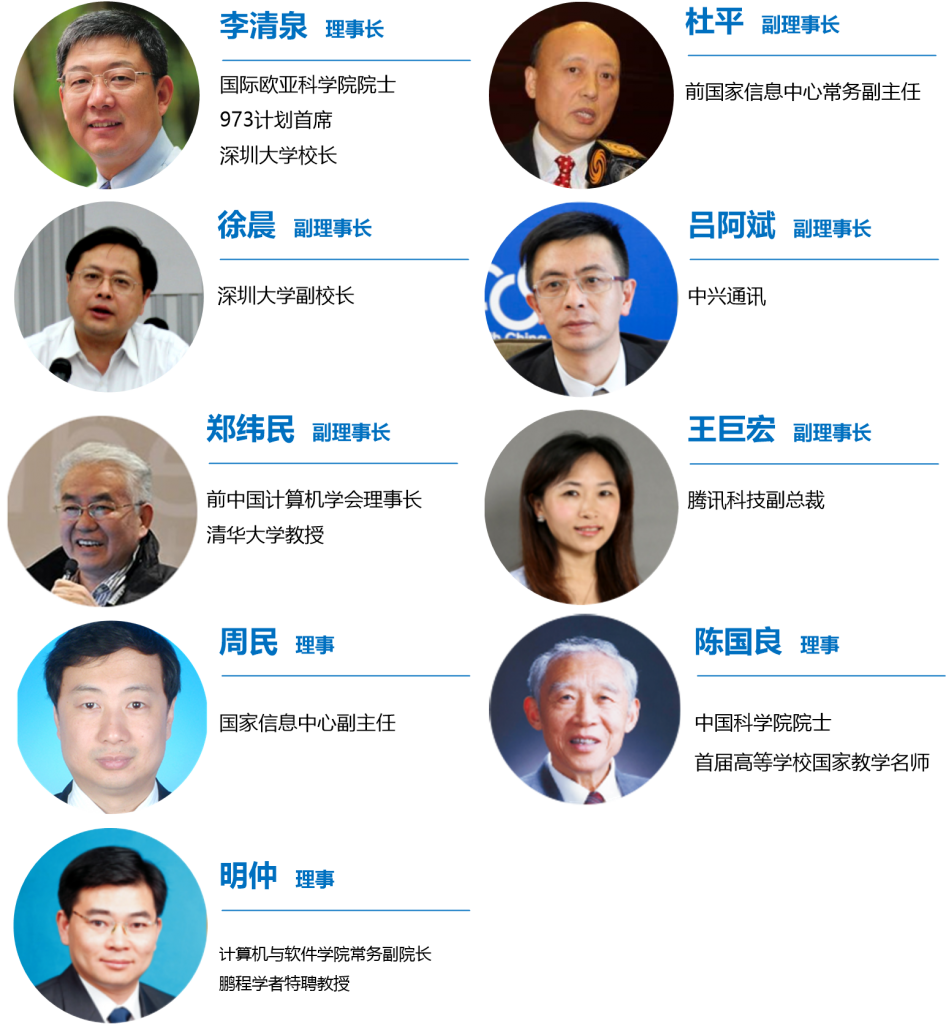 李清泉 理事长
国际欧亚科学院院士
973计划首席
深圳大学校长
杜平 副理事长
前国家信息中心常务副主任
徐晨 副理事长
深圳大学副校长
吕阿斌 副理事长
中兴通讯
郑纬民 副理事长
前中国计算机学会理事长
清华大学教授
王巨宏 副理事长
腾讯科技副总裁
周民 理事
国家信息中心副主任
陈国良 理事
中国科学院院士
首届高等学校国家教学名师
明仲 理事
计算机与软件学院常务副院长
鹏程学者特聘教授